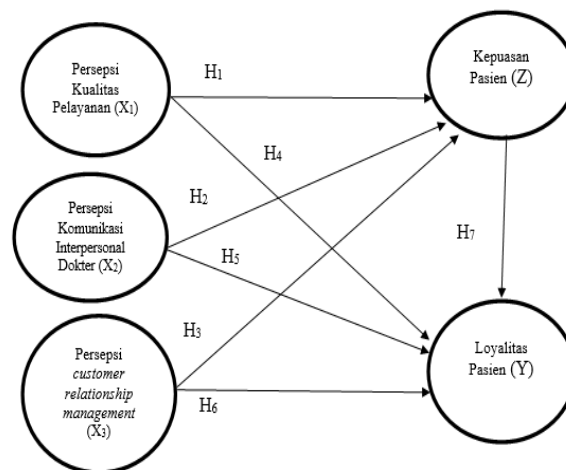 Persepsi
Kualitas
Pelayanan (X1)
H1
Kepuasan
Pasien (Z)
H4
Persepsi
Komunikasi
Interpersonal
Dokter (X2)
H2
H5
H7
Persepsi
customer
relationship
management
(X3)
H3
H6
Loyalitas
Pasien (Y)